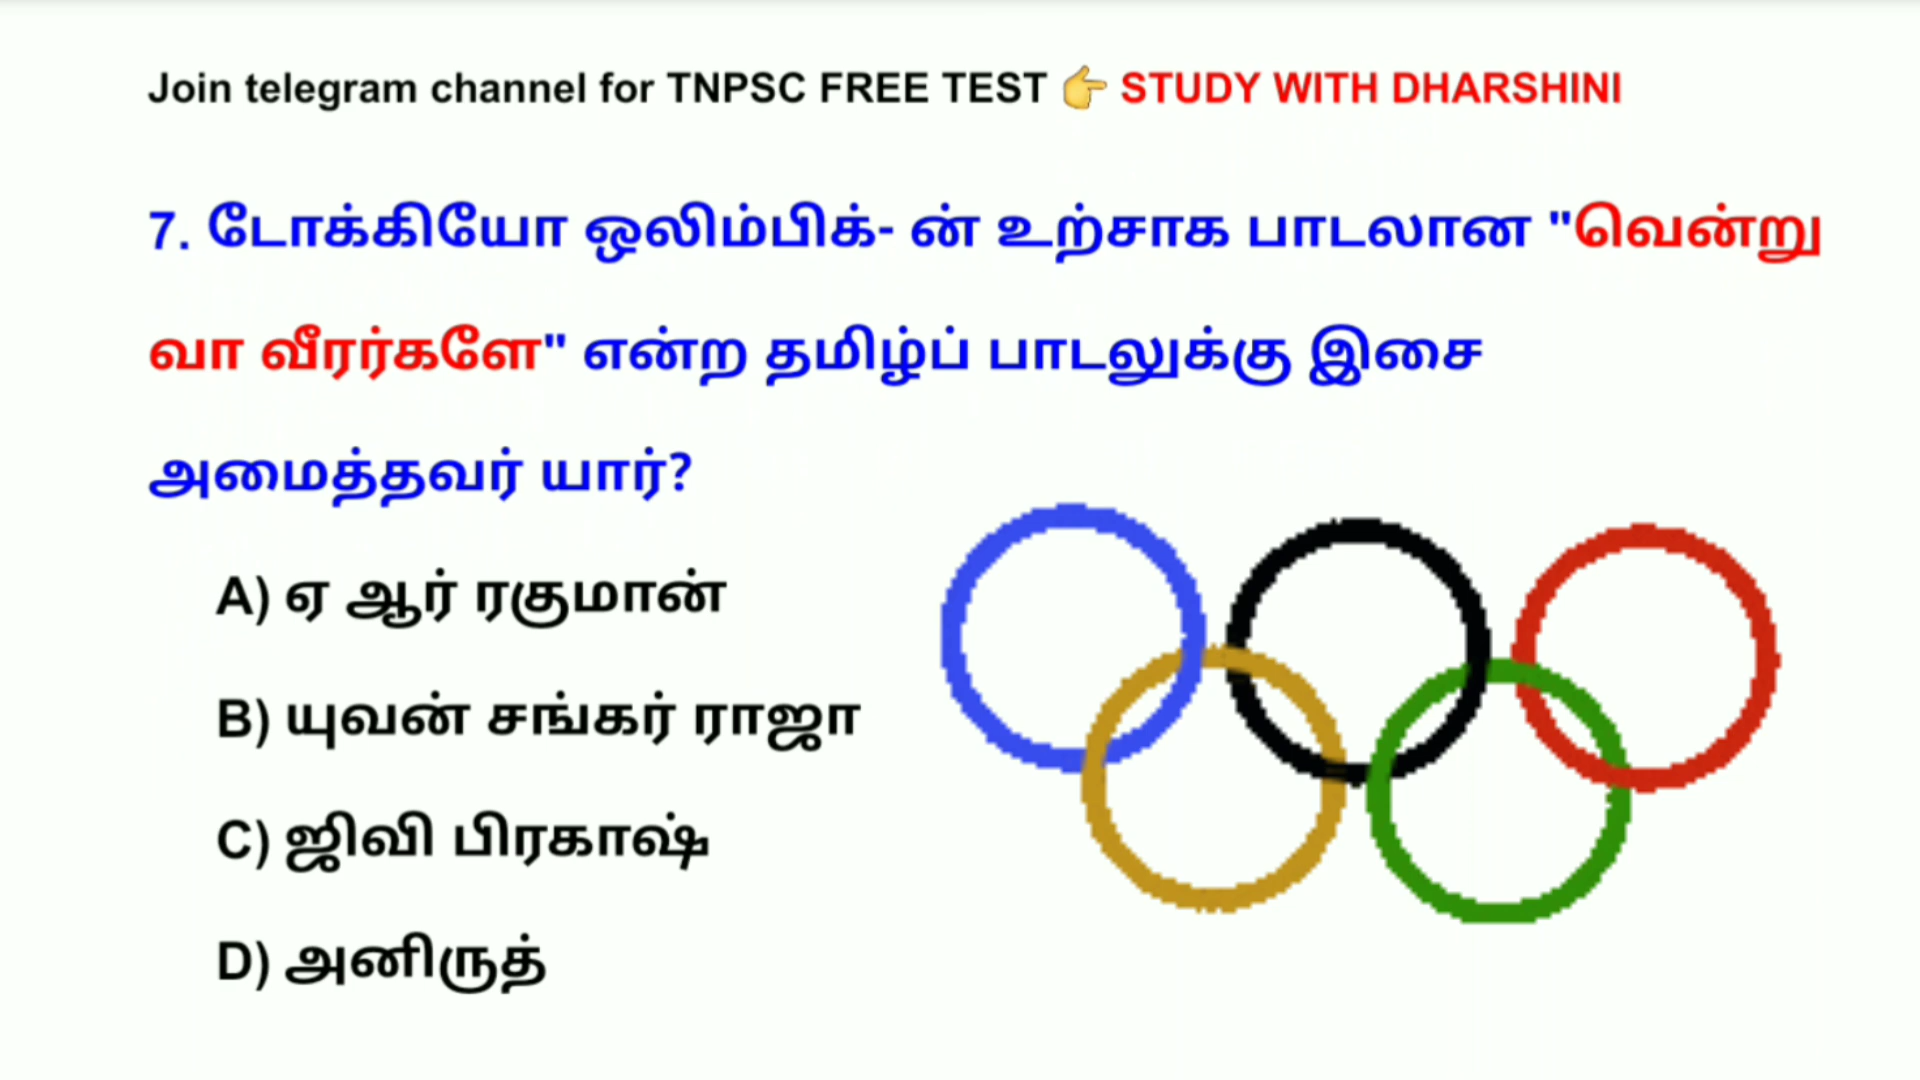 Join telegram channel for TNPSC FREE TEST 👉 STUDY WITH DHARSHINI
7. டோக்கியோ ஒலிம்பிக்- ன் உற்சாக பாடலான "வென்று
வா வீரர்களே" என்ற தமிழ்ப் பாடலுக்கு இசை
அமைத்தவர் யார்?
A) ஏ ஆர் ரகுமான்
B) யுவன் சங்கர் ராஜா
C) ஜிவி பிரகாஷ்
D) அனிருத்